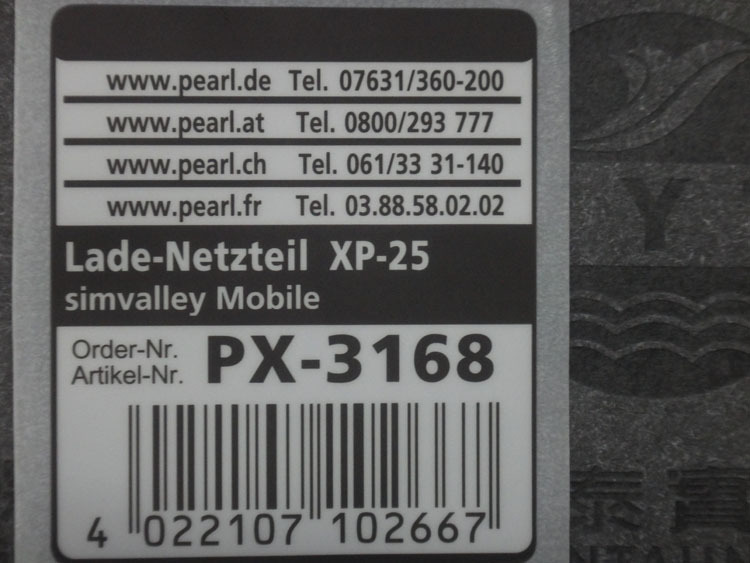 www.pearl.de Tel. 07631/360-200
www.pearl.at Tel. 0800/293 777
www.pearl.ch Tel. 061/33 31-140
www.pearl.fr Tel. 03.88.58.02.02
Lade-Netzteil XP-25
simvalley Mobile
Order-Nr.
Artikel-Nr. PX-3168
4 022107 102667
Y